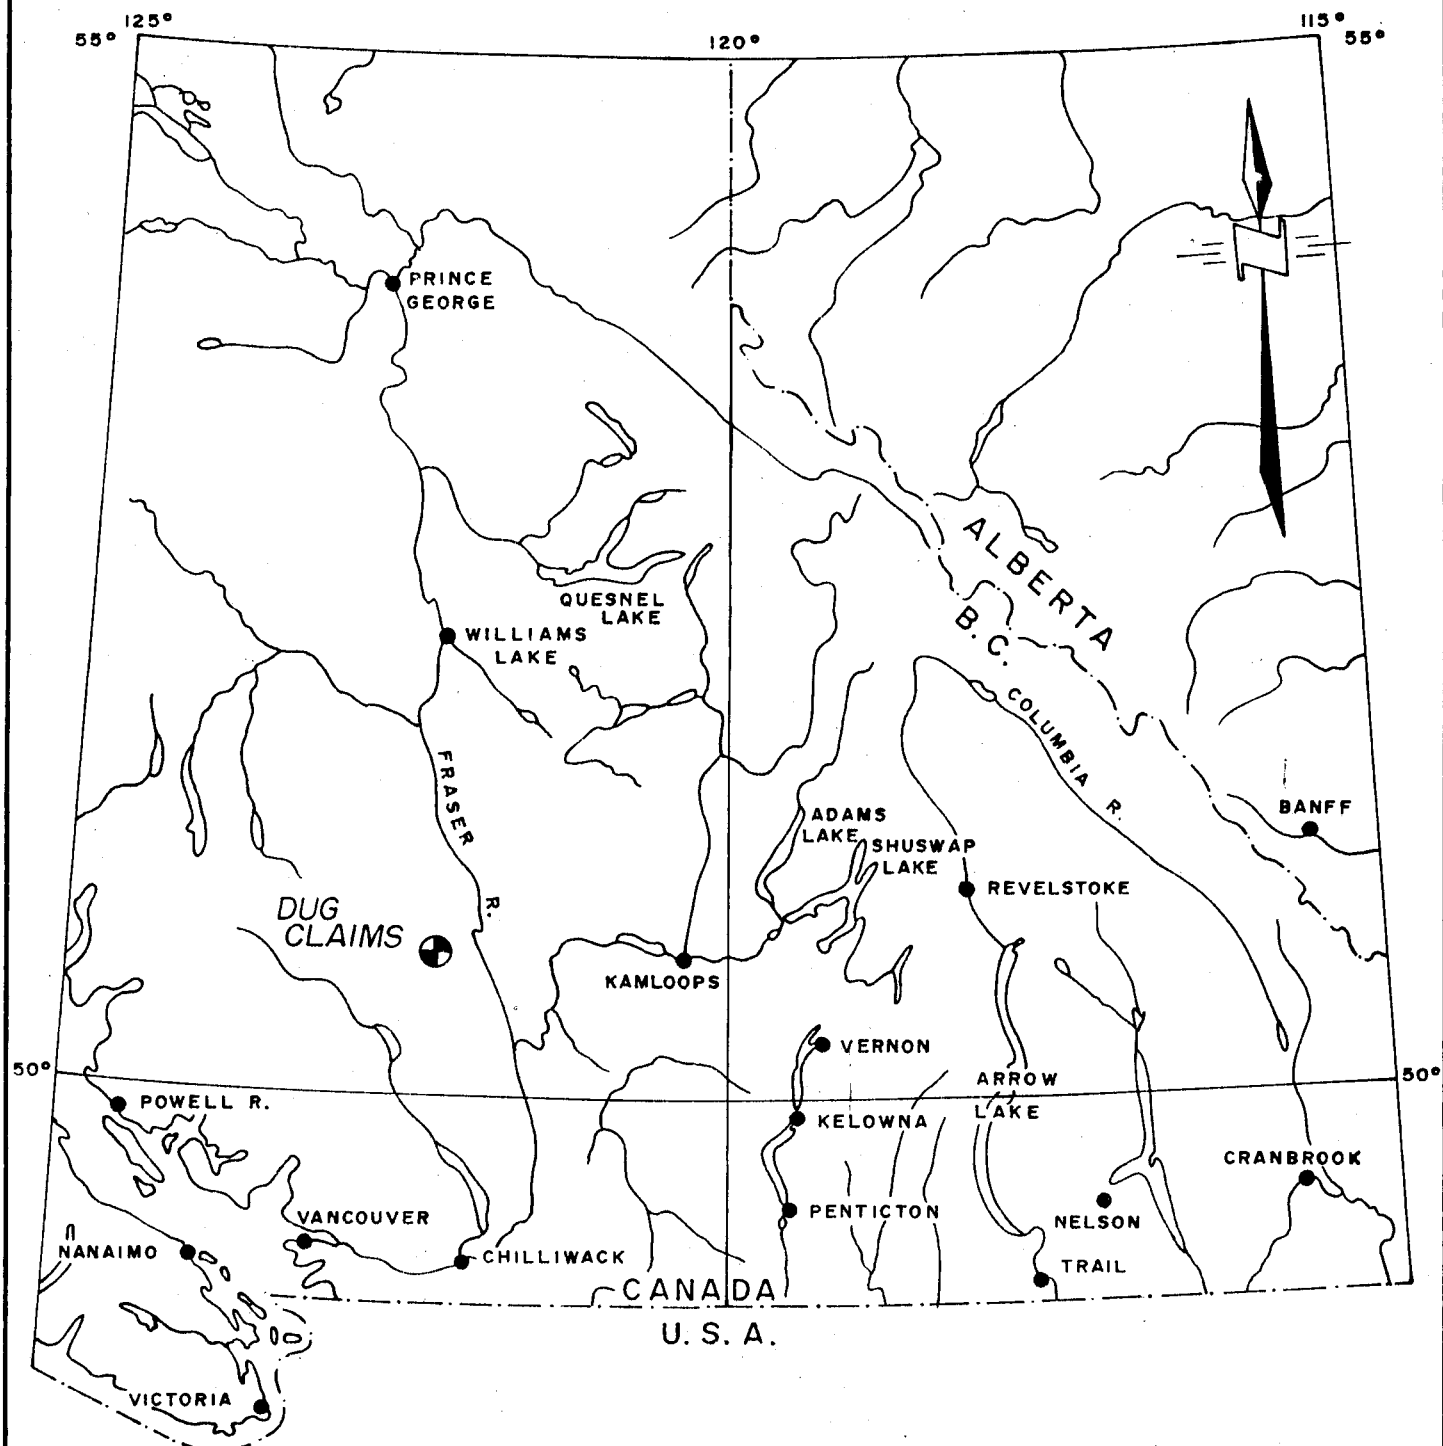 125°
115°
55°
120°
55°
PRINCE
GEORGE
ALBERTA
B.C.
QUESNEL
LAKE
WILLIAMS
LAKE
COLUMBIA R.
FRASER R.
BANFF
ADAMS
LAKE
SHUSWAP
LAKE
REVELSTOKE
DUG
CLAIMS
KAMLOOPS
VERNON
50°
50°
ARROW
LAKE
POWELL R.
KELOWNA
CRANBROOK
VANCOUVER
PENTICTON
NELSON
NANAIMO
CHILLIWACK
TRAIL
CANADA
U.S.A.
VICTORIA